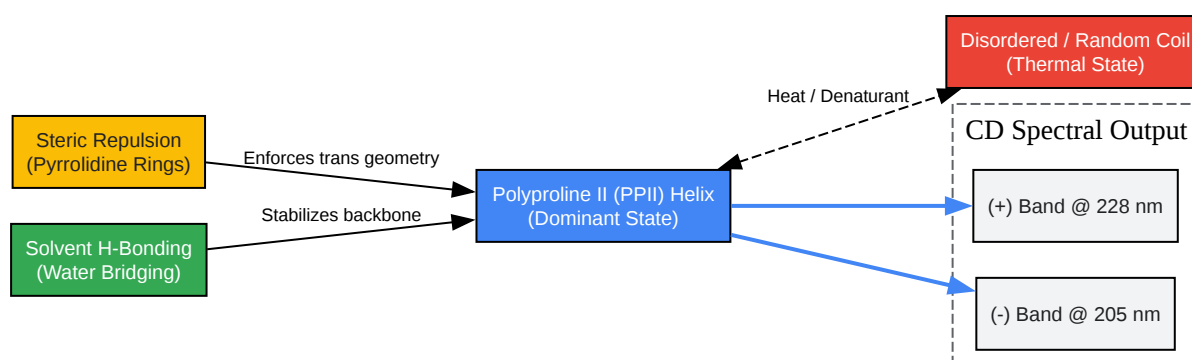 Disordered / Random Coil
(Thermal State)
Heat / Denaturant
CD Spectral Output
Steric Repulsion
(Pyrrolidine Rings)
Enforces trans geometry
Polyproline II (PPII) Helix
(Dominant State)
(+) Band @ 228 nm
Stabilizes backbone
Solvent H-Bonding
(Water Bridging)
(-) Band @ 205 nm